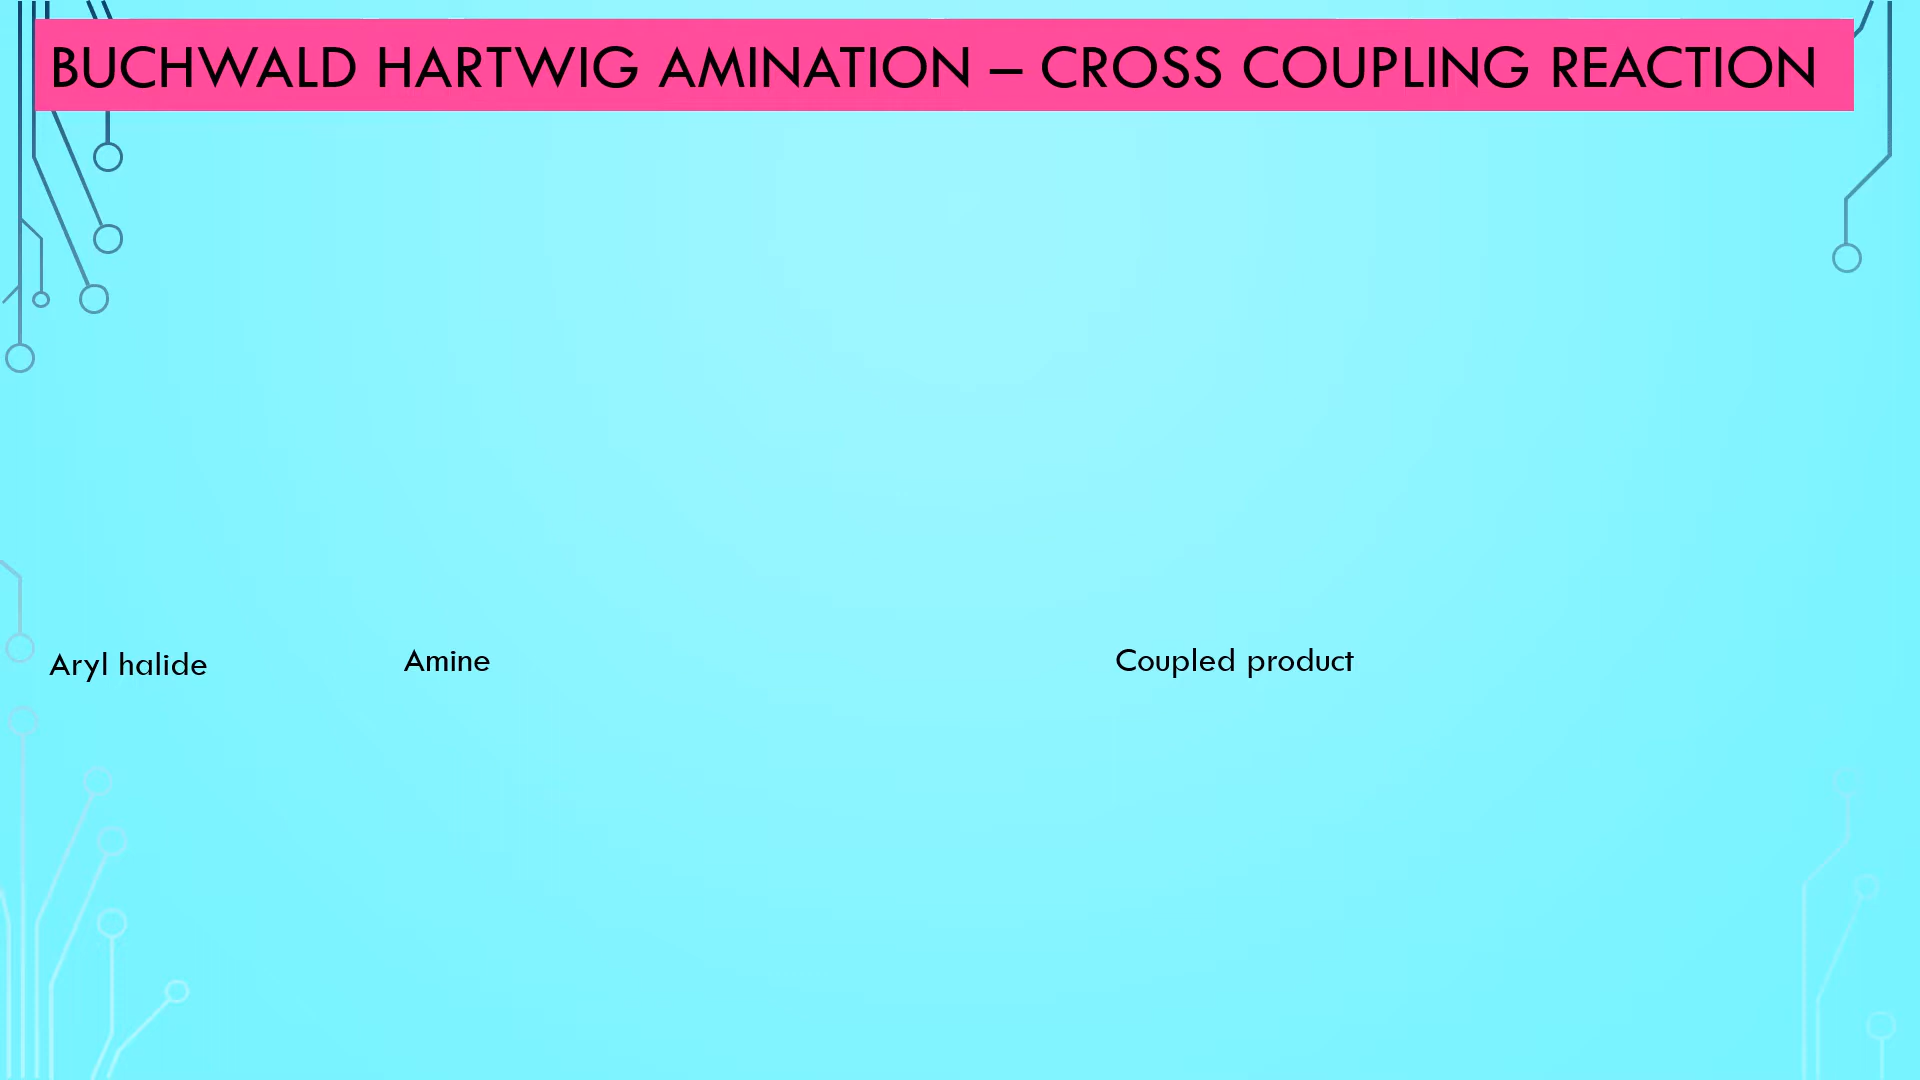 BUCHWALD HARTWIG AMINATION – CROSS COUPLING REACTION
Aryl halide
Amine
Coupled product